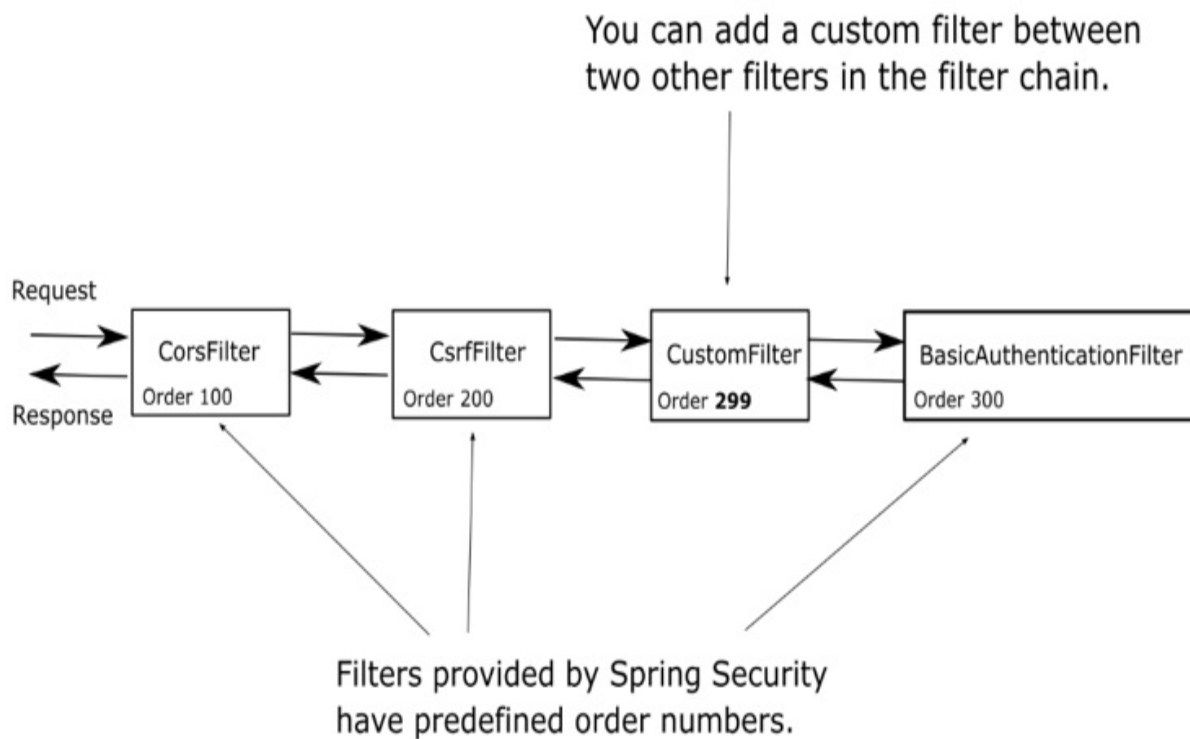 You can add a custom filter between
two other filters in the filter chain.
Request
Response
CorsFilter
Order 100
CsrfFilter
Order 200
CustomFilter
Order 299
BasicAuthenticationFilter
Order 300
Filters provided by Spring Security
have predefined order numbers.